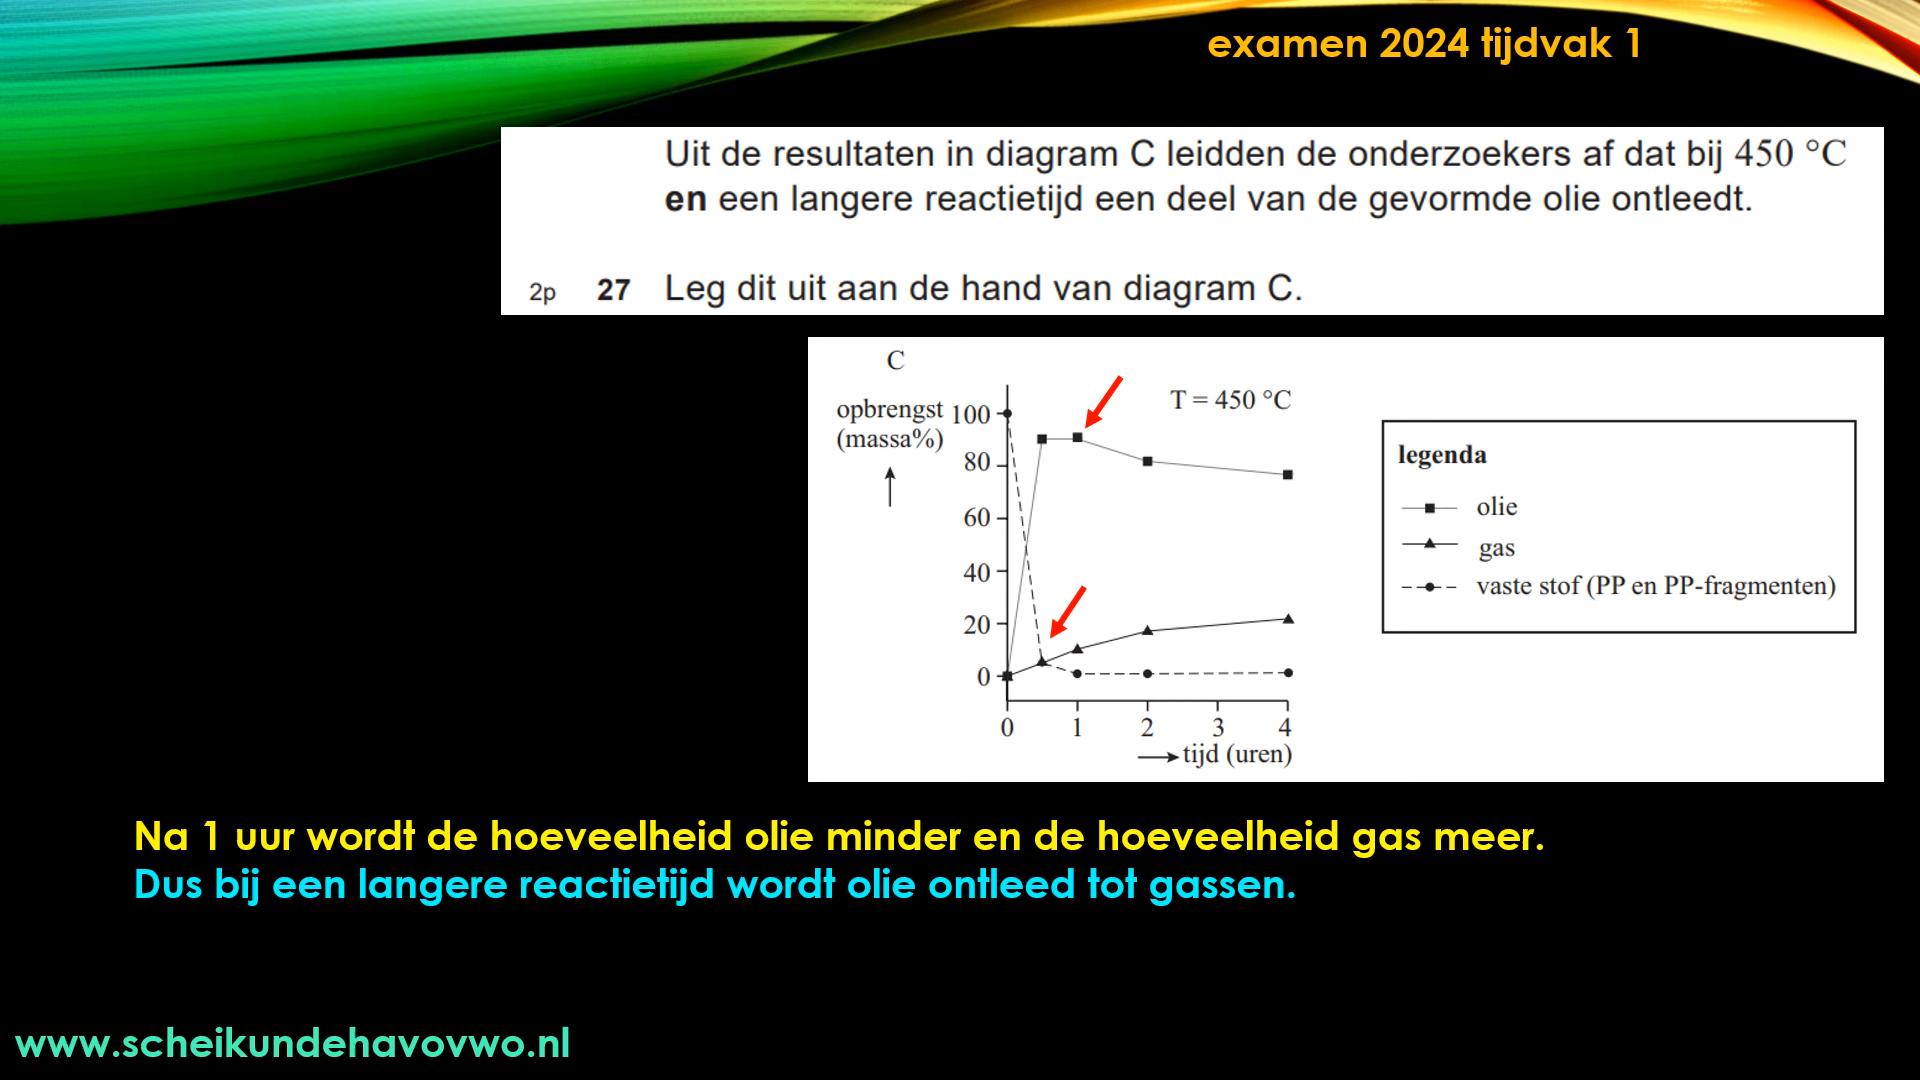 examen 2024 tijdvak 1
Uit de resultaten in diagram C leidden de onderzoekers af dat bij 450 °C
en een langere reactietijd een deel van de gevormde olie ontleedt.
2p 27 Leg dit uit aan de hand van diagram C.
C
opbrengst
(massa%)
T = 450 °C
100
80
60
40
20
0
0 1 2 3 4
tijd (uren)
legenda
olie
gas
vaste stof (PP en PP-fragmenten)
Na 1 uur wordt de hoeveelheid olie minder en de hoeveelheid gas meer.
Dus bij een langere reactietijd wordt olie ontleed tot gassen.
www.scheikundehavovwo.nl